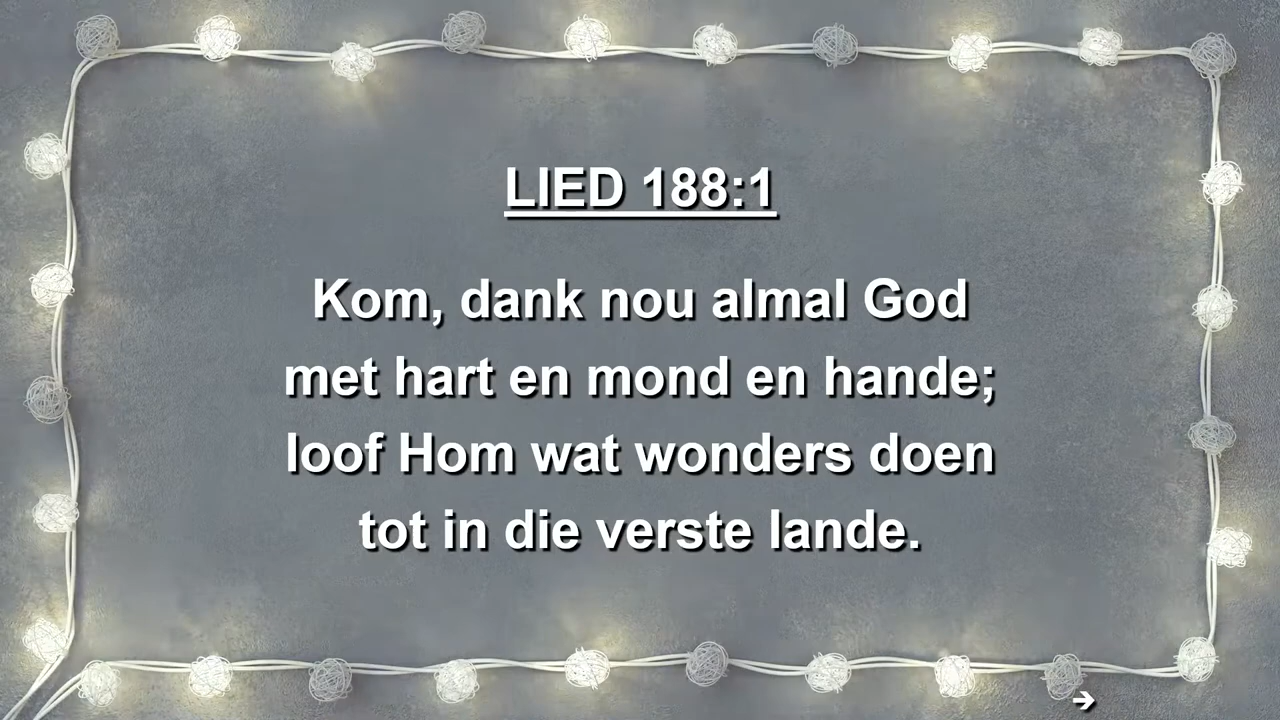 LIED 188:1
Kom, dank nou almal God
met hart en mond en hande;
loof Hom wat wonders doen
tot in die verste lande.